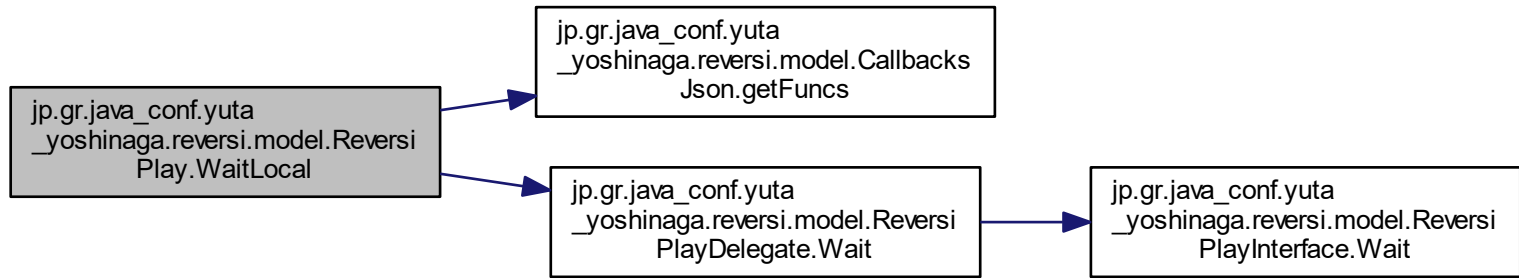 jp.gr.java_conf.yuta
_yoshinaga.reversi.model.Reversi
Play.WaitLocal
jp.gr.java_conf.yuta
_yoshinaga.reversi.model.Callbacks
Json.getFuncs
jp.gr.java_conf.yuta
_yoshinaga.reversi.model.Reversi
PlayDelegate.Wait
jp.gr.java_conf.yuta
_yoshinaga.reversi.model.Reversi
PlayInterface.Wait